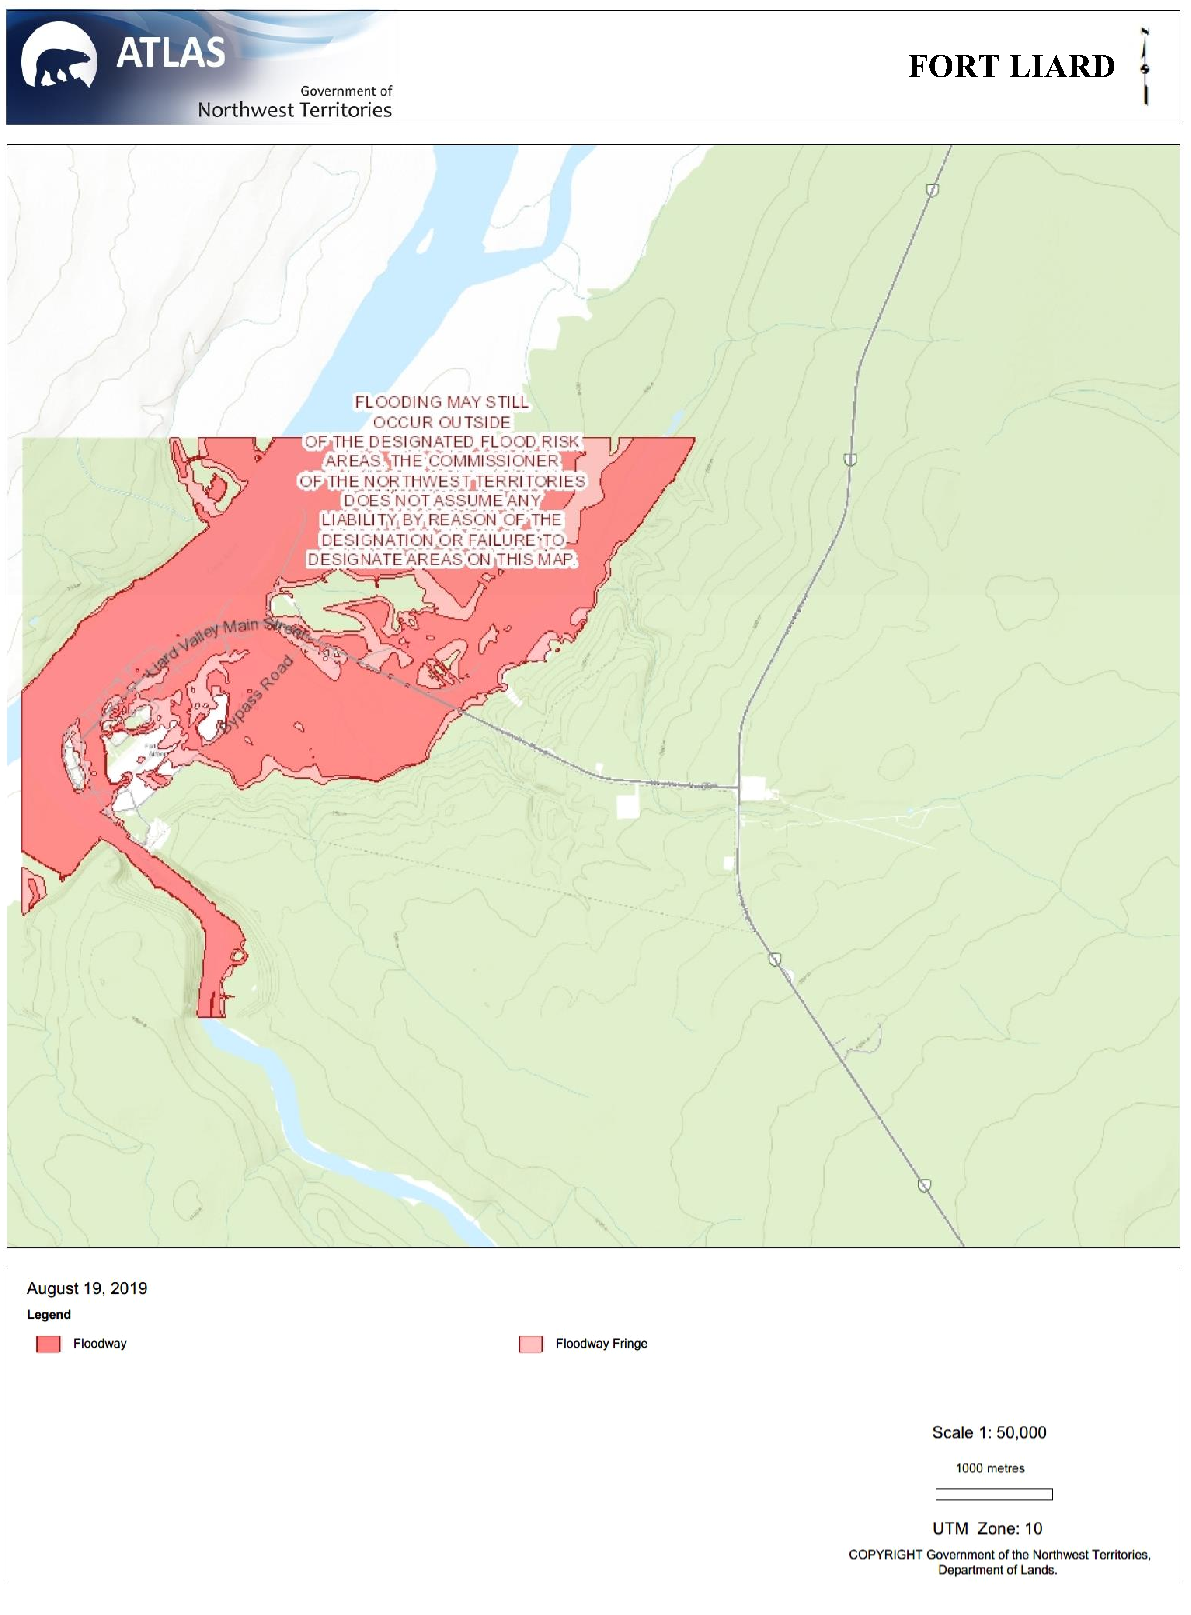 ATLAS
Government of
Northwest Territories
FORT LIARD
N
FLOODING MAY STILL
OCCUR OUTSIDE
OF THE DESIGNATED FLOOD RISK
AREAS. THE COMMISSIONER
OF THE NORTHWEST TERRITORIES
DOES NOT ASSUME ANY
LIABILITY BY REASON OF THE
DESIGNATION OR FAILURE TO
DESIGNATE AREAS ON THIS MAP.
Liard Valley Main Street
Bypass Road
August 19, 2019
Legend
Floodway
Floodway Fringe
Scale 1: 50,000
1000 metres
UTM Zone: 10
COPYRIGHT Government of the Northwest Territories,
Department of Lands.